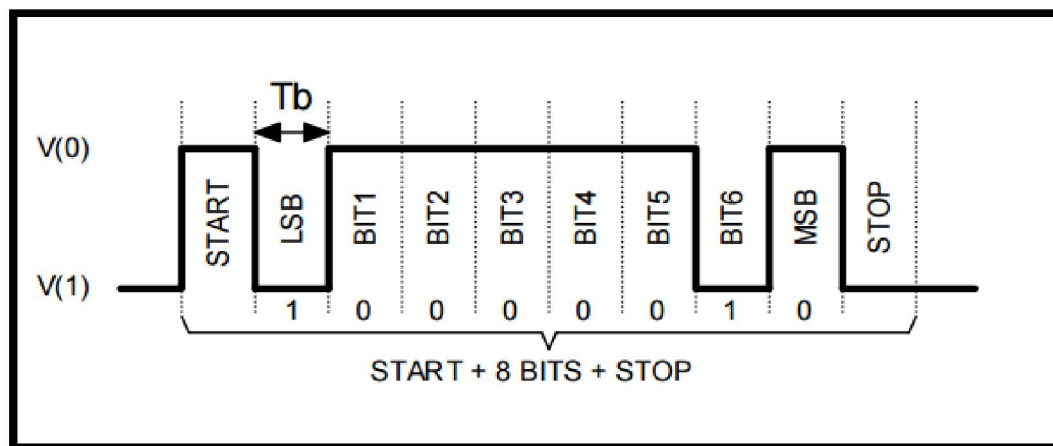 Tb
V(0)
START
LSB
BIT1
BIT2
BIT3
BIT4
BIT5
BIT6
MSB
STOP
V(1)
1 0 0 0 0 0 1 0
START + 8 BITS + STOP